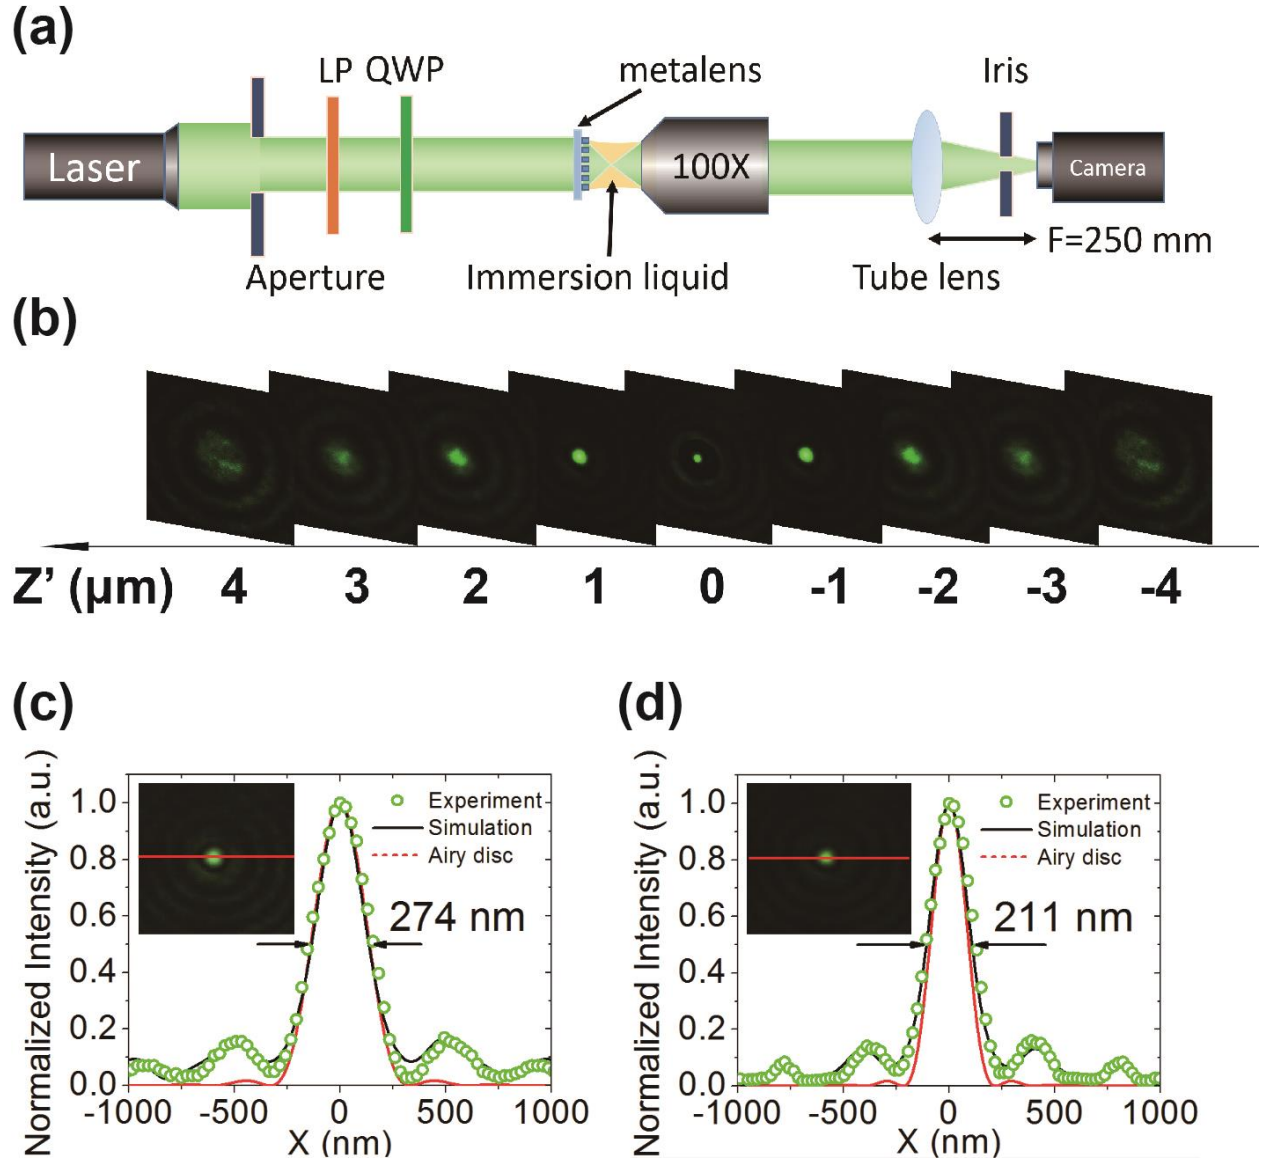 (a)
LP QWP metalens Iris
Laser 100X Camera
F=250 mm
Aperture Immersion liquid Tube lens
(b)
Z' (μm) 4 3 2 1 0 -1 -2 -3 -4
(c)
Normalized Intensity (a.u.)
1.0
0.8
0.6
0.4
0.2
0.0
Experiment
Simulation
Airy disc
274 nm
-1000 -500 0 500 1000
X (nm)
(d)
Normalized Intensity (a.u.)
1.0
0.8
0.6
0.4
0.2
0.0
Experiment
Simulation
Airy disc
211 nm
-1000 -500 0 500 1000
X (nm)